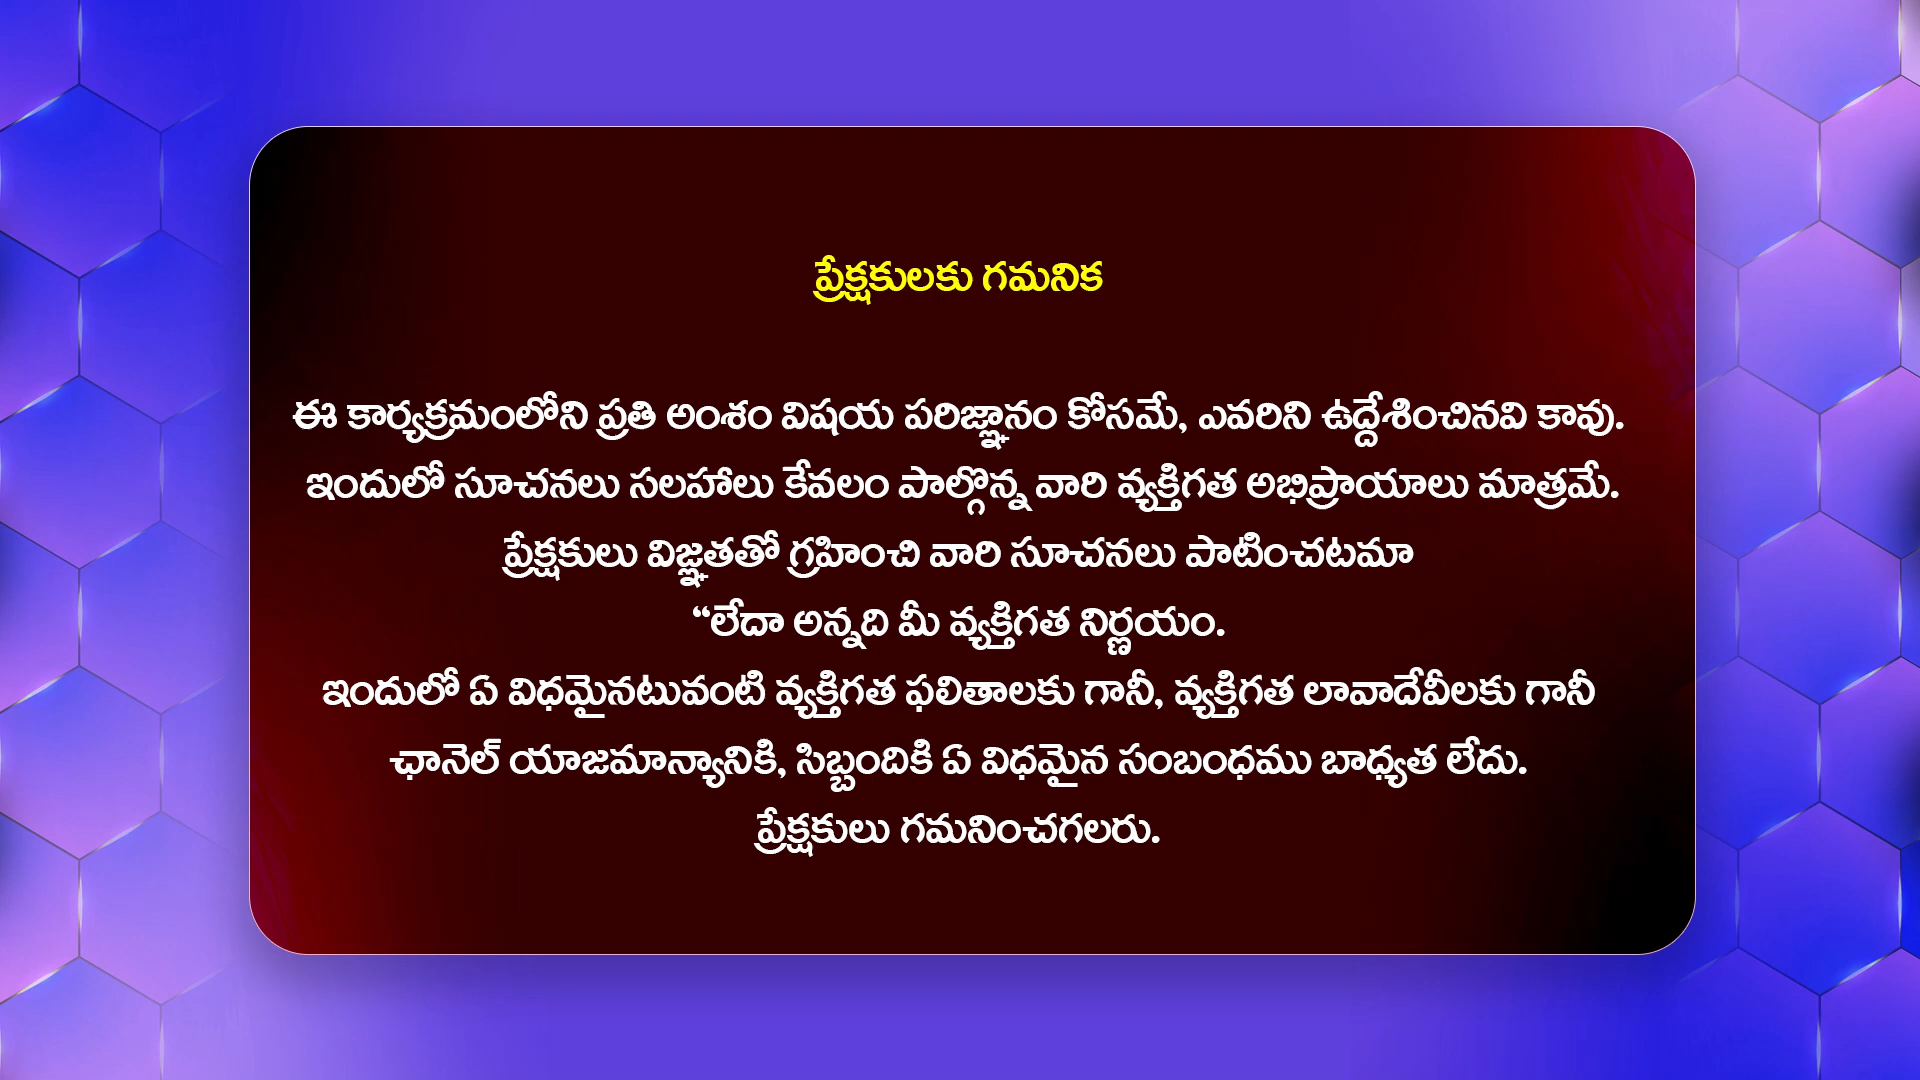 ప్రేక్షకులకు గమనిక
ఈ కార్యక్రమంలోని ప్రతి అంశం విషయ పరిజ్ఞానం కోసమే, ఎవరిని ఉద్దేశించినవి కావు.
ఇందులో సూచనలు సలహాలు కేవలం పాల్గొన్న వారి వ్యక్తిగత అభిప్రాయాలు మాత్రమే.
ప్రేక్షకులు విజ్ఞతతో గ్రహించి వారి సూచనలు పాటించటమా
“లేదా అన్నది మీ వ్యక్తిగత నిర్ణయం.
ఇందులో ఏ విధమైనటువంటి వ్యక్తిగత ఫలితాలకు గానీ, వ్యక్తిగత లావాదేవీలకు గానీ
ఛానెల్ యాజమాన్యానికి, సిబ్బందికి ఏ విధమైన సంబంధము బాధ్యత లేదు.
ప్రేక్షకులు గమనించగలరు.